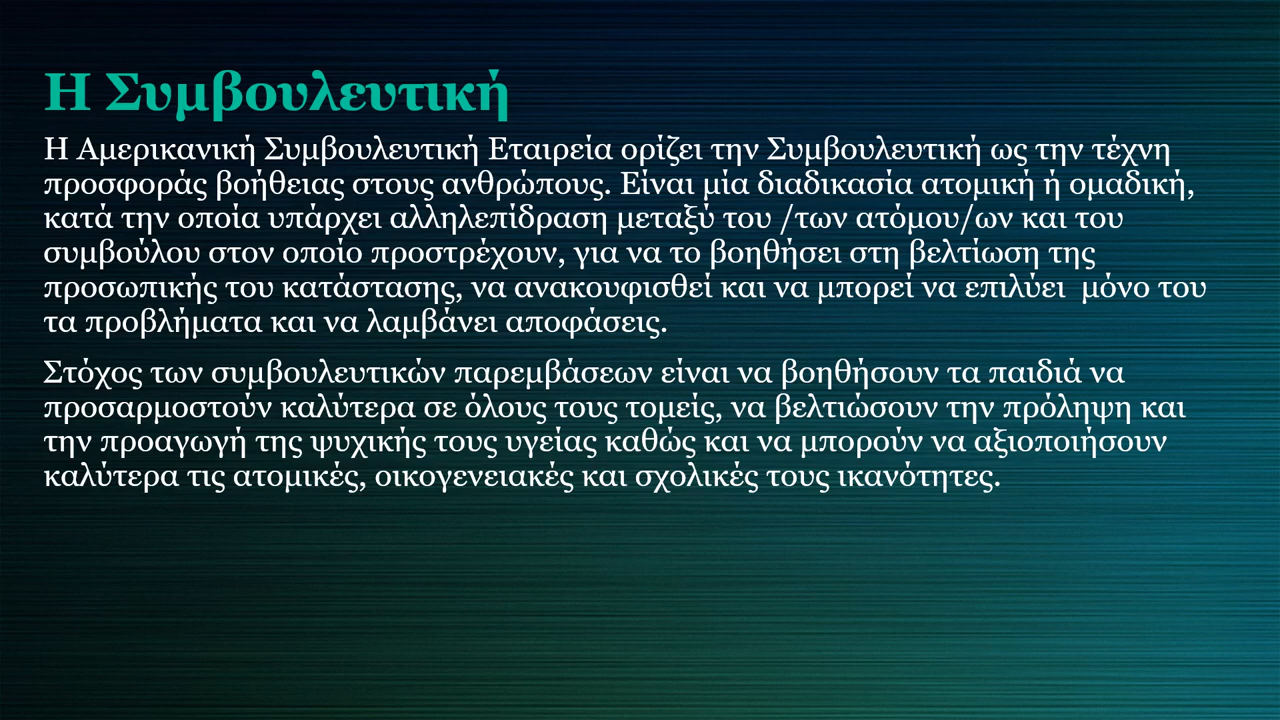 Η Συμβουλευτική
Η Αμερικανική Συμβουλευτική Εταιρεία ορίζει την Συμβουλευτική ως την τέχνη
προσφοράς βοήθειας στους ανθρώπους. Είναι μία διαδικασία ατομική ή ομαδική,
κατά την οποία υπάρχει αλληλεπίδραση μεταξύ του /των ατόμου/ων και του
συμβούλου στον οποίο προστρέχουν, για να το βοηθήσει στη βελτίωση της
προσωπικής του κατάστασης, να ανακουφισθεί και να μπορεί να επιλύει  μόνο του
τα προβλήματα και να λαμβάνει αποφάσεις.
Στόχος των συμβουλευτικών παρεμβάσεων είναι να βοηθήσουν τα παιδιά να
προσαρμοστούν καλύτερα σε όλους τους τομείς, να βελτιώσουν την πρόληψη και
την προαγωγή της ψυχικής τους υγείας καθώς και να μπορούν να αξιοποιήσουν
καλύτερα τις ατομικές, οικογενειακές και σχολικές τους ικανότητες.